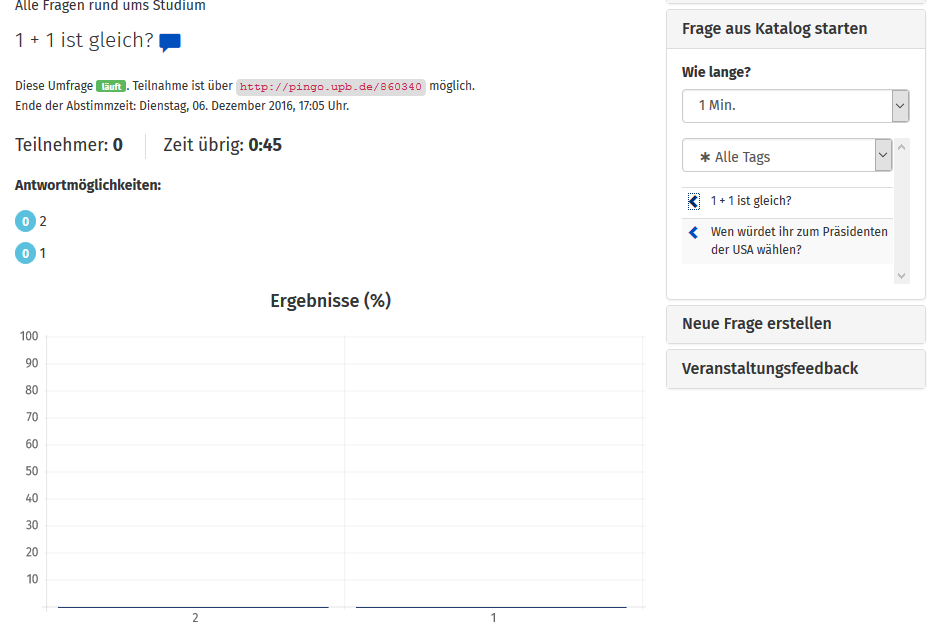 Alle Fragen rund ums Studium
1 + 1 ist gleich?
Diese Umfrage läuft. Teilnahme ist über http://pingo.upb.de/860340 möglich.
Ende der Abstimmzeit: Dienstag, 06. Dezember 2016, 17:05 Uhr.
Teilnehmer: 0 Zeit übrig: 0:45
Antwortmöglichkeiten:
0 2
0 1
Ergebnisse (%)
100
90
80
70
60
50
40
30
20
10
2 1
Frage aus Katalog starten
Wie lange?
1 Min.
✱ Alle Tags
1 + 1 ist gleich?
Wen würdet ihr zum Präsidenten
der USA wählen?
Neue Frage erstellen
Veranstaltungsfeedback